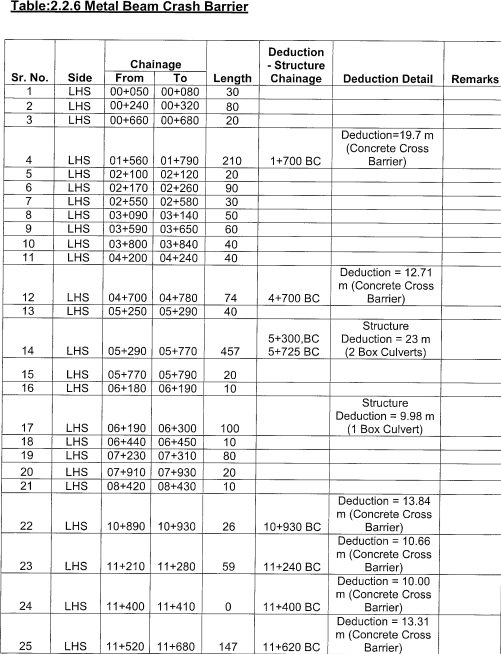 Table:2.2.6 Metal Beam Crash Barrier
Sr. No. Side Chainage From To Length Deduction - Structure Chainage Deduction Detail Remarks
1 LHS 00+050 00+080 30
2 LHS 00+240 00+320 80
3 LHS 00+660 00+680 20
4 LHS 01+560 01+790 210 1+700 BC Deduction=19.7 m (Concrete Cross Barrier)
5 LHS 02+100 02+120 20
6 LHS 02+170 02+260 90
7 LHS 02+550 02+580 30
8 LHS 03+090 03+140 50
9 LHS 03+590 03+650 60
10 LHS 03+800 03+840 40
11 LHS 04+200 04+240 40
12 LHS 04+700 04+780 74 4+700 BC Deduction = 12.71 m (Concrete Cross Barrier)
13 LHS 05+250 05+290 40
14 LHS 05+290 05+770 457 5+300,BC 5+725 BC Structure Deduction = 23 m (2 Box Culverts)
15 LHS 05+770 05+790 20
16 LHS 06+180 06+190 10
17 LHS 06+190 06+300 100 Structure Deduction = 9.98 m (1 Box Culvert)
18 LHS 06+440 06+450 10
19 LHS 07+230 07+310 80
20 LHS 07+910 07+930 20
21 LHS 08+420 08+430 10
22 LHS 10+890 10+930 26 10+930 BC Deduction = 13.84 m (Concrete Cross Barrier)
23 LHS 11+210 11+280 59 11+240 BC Deduction = 10.66 m (Concrete Cross Barrier)
24 LHS 11+400 11+410 0 11+400 BC Deduction = 10.00 m (Concrete Cross Barrier)
25 LHS 11+520 11+680 147 11+620 BC Deduction = 13.31 m (Concrete Cross Barrier)